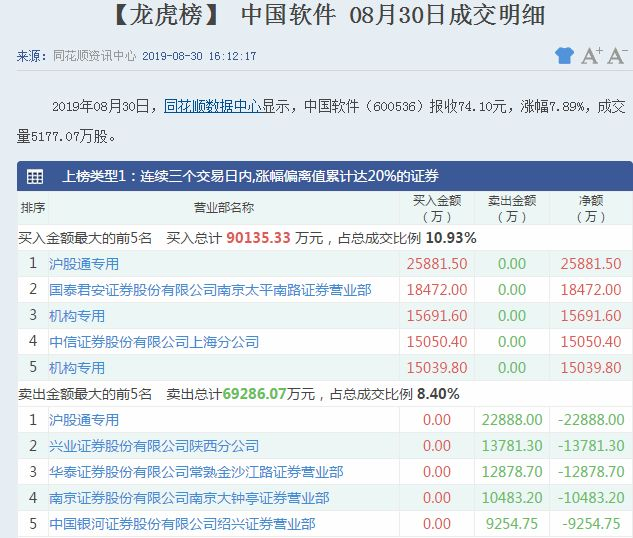 【龙虎榜】 中国软件 08月30日成交明细
来源：同花顺资讯中心 2019-08-30 16:12:17
A+ A-
2019年08月30日，同花顺数据中心显示，中国软件（600536）报收74.10元，涨幅7.89%，成交
量5177.07万股。
上榜类型1：连续三个交易日内,涨幅偏离值累计达20%的证券
排序 营业部名称 买入金额（万） 卖出金额（万） 净额（万）
买入金额最大的前5名 买入总计 90135.33 万元，占总成交比例 10.93%
1 沪股通专用 25881.50 0.00 25881.50
2 国泰君安证券股份有限公司南京太平南路证券营业部 18472.00 0.00 18472.00
3 机构专用 15691.60 0.00 15691.60
4 中信证券股份有限公司上海分公司 15050.40 0.00 15050.40
5 机构专用 15039.80 0.00 15039.80
卖出金额最大的前5名 卖出总计69286.07万元，占总成交比例 8.40%
1 沪股通专用 0.00 22888.00 -22888.00
2 兴业证券股份有限公司陕西分公司 0.00 13781.30 -13781.30
3 华泰证券股份有限公司常熟金沙江路证券营业部 0.00 12878.70 -12878.70
4 南京证券股份有限公司南京大钟亭证券营业部 0.00 10483.20 -10483.20
5 中国银河证券股份有限公司绍兴证券营业部 0.00 9254.75 -9254.75